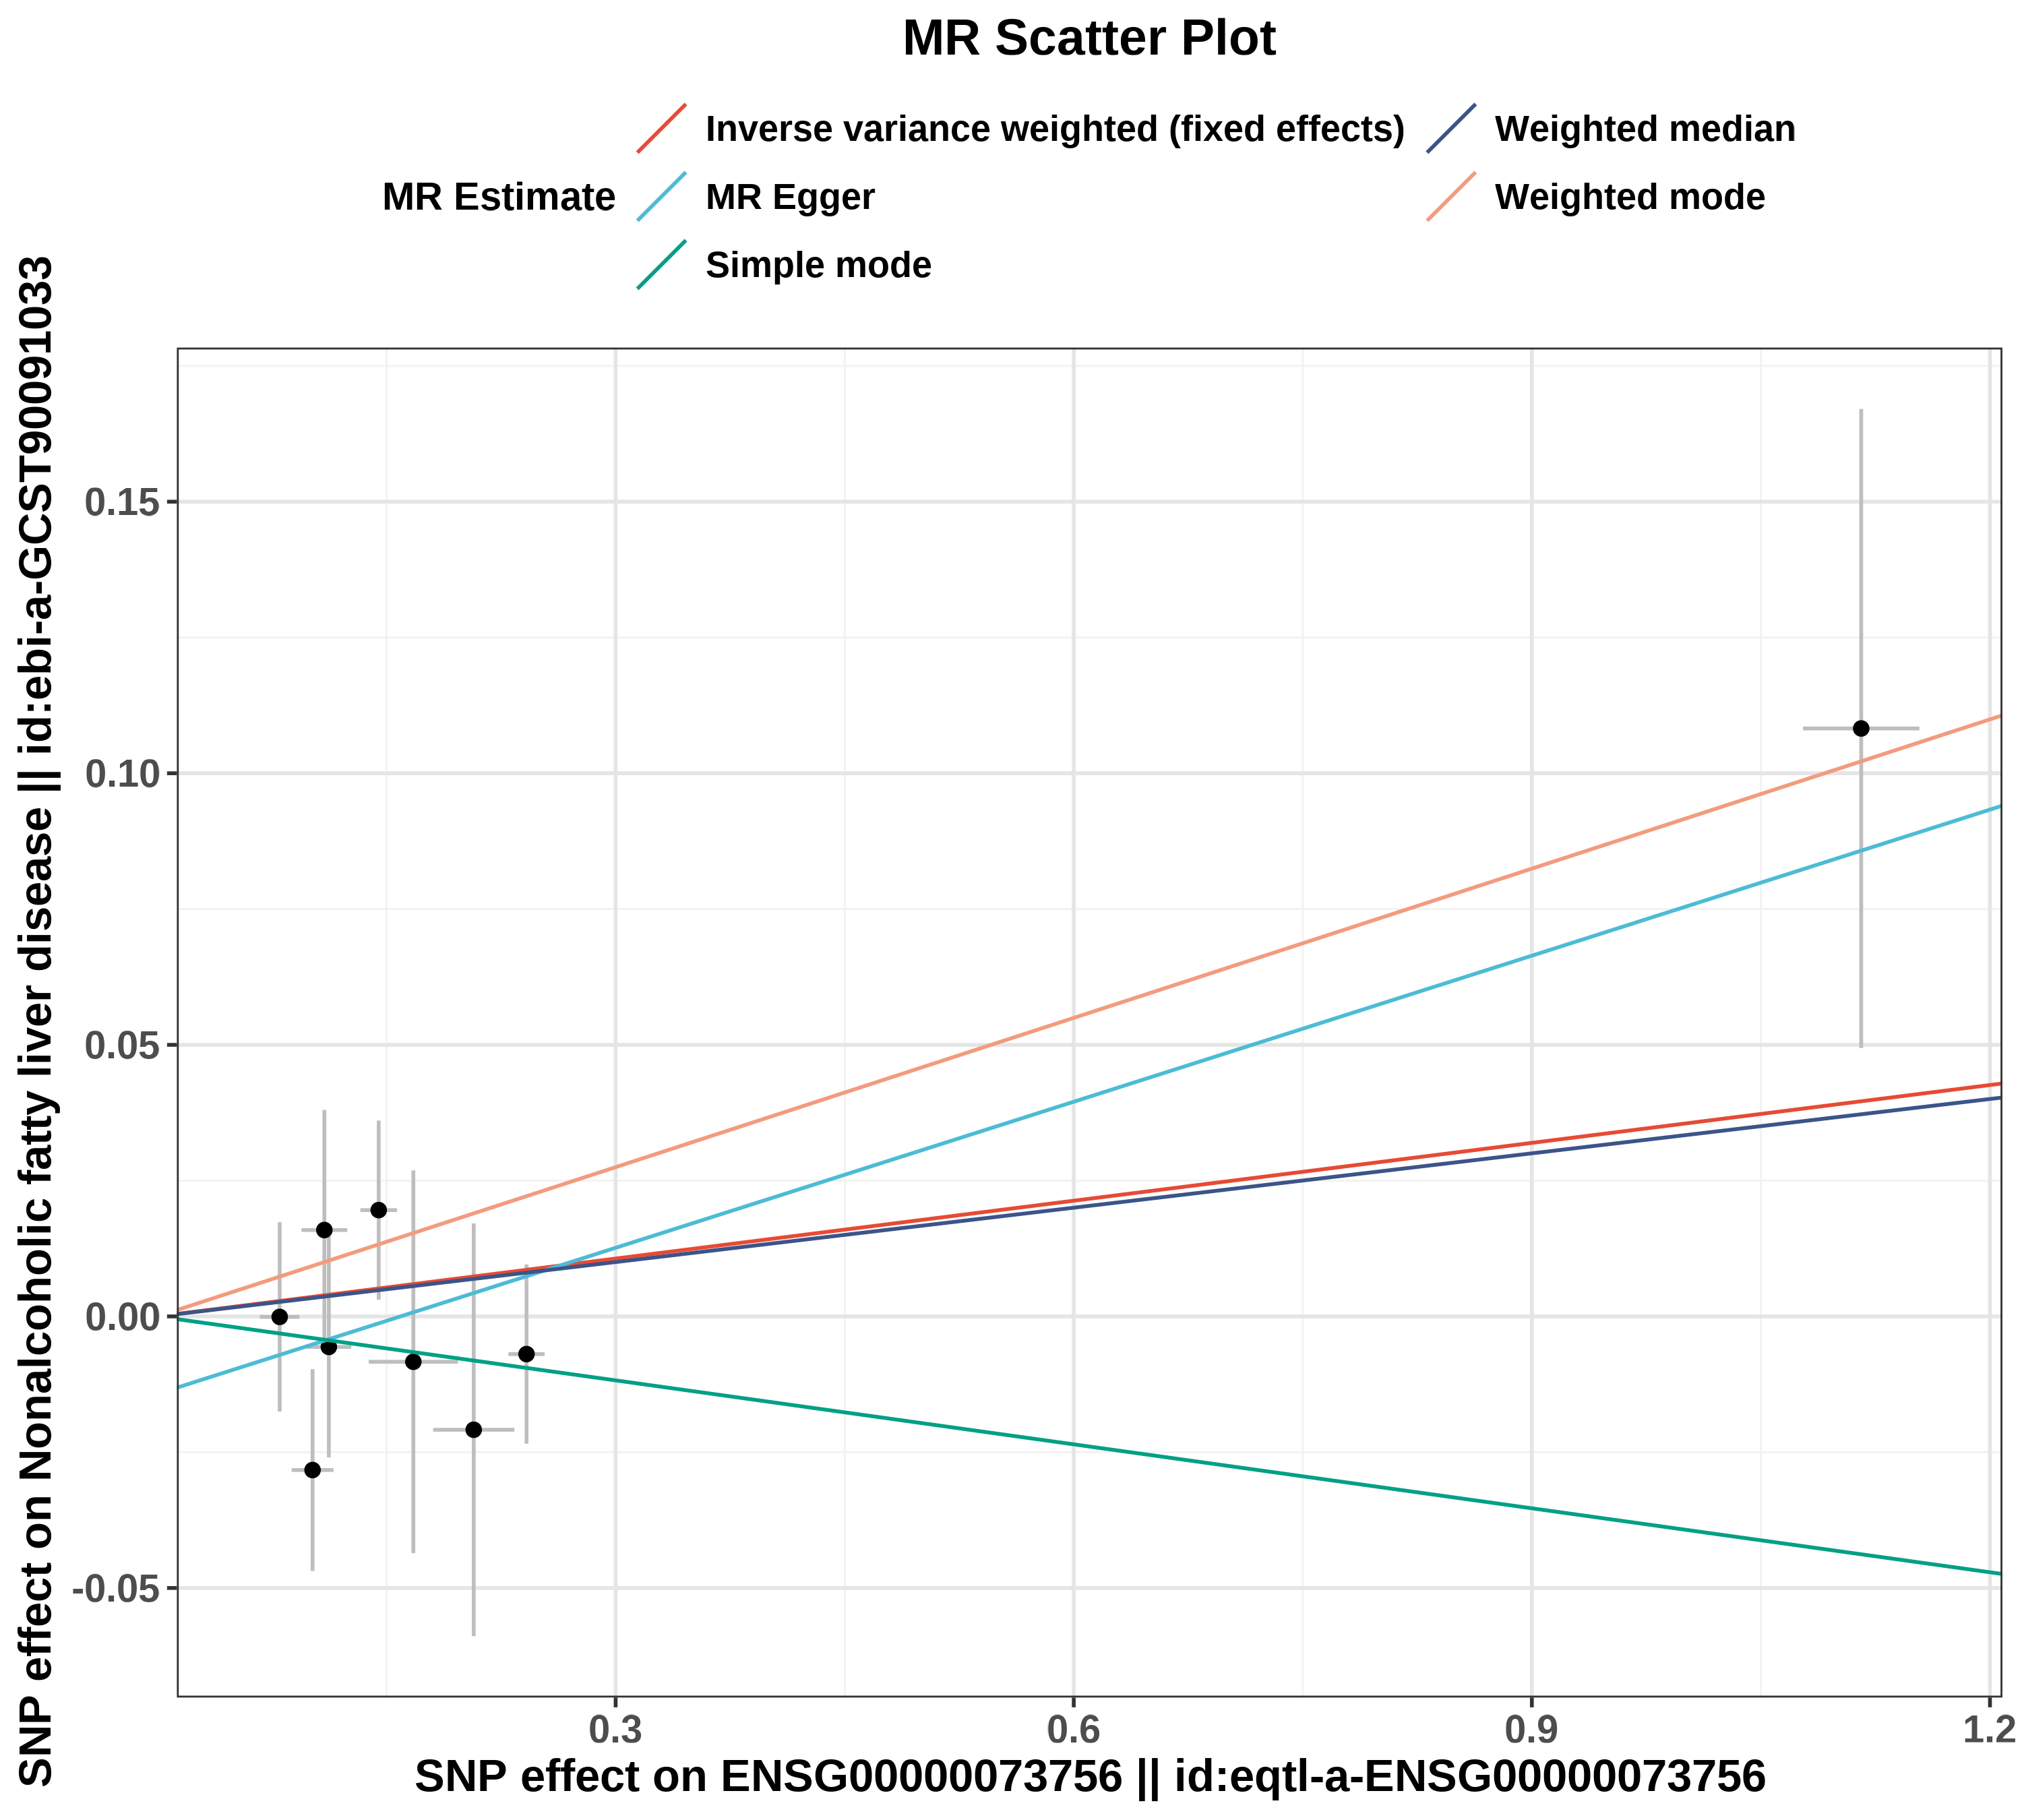 MR Scatter Plot
MR Estimate
Inverse variance weighted (fixed effects)
MR Egger
Simple mode
Weighted median
Weighted mode
SNP effect on Nonalcoholic fatty liver disease || id:ebi-a-GCST90091033
0.15
0.10
0.05
0.00
-0.05
0.3
0.6
0.9
1.2
SNP effect on ENSG00000073756 || id:eqtl-a-ENSG00000073756